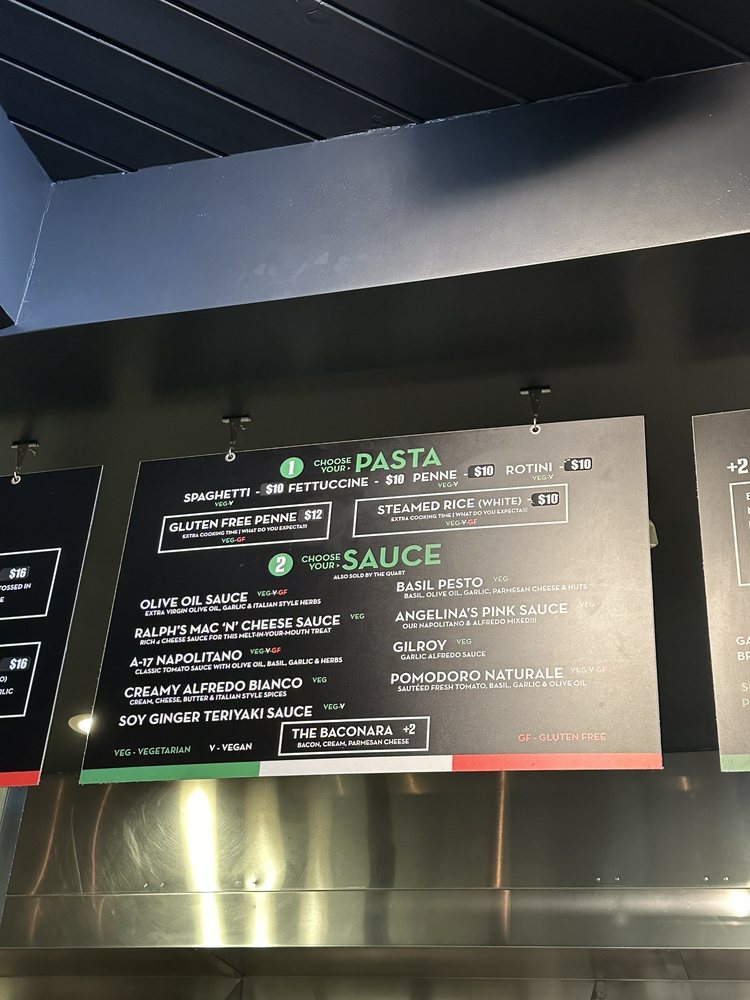 1 CHOOSE YOUR > PASTA
SPAGHETTI - $10 FETTUCCINE - $10 PENNE - $10 ROTINI - $10
VEG-V VEG-V VEG-V
GLUTEN FREE PENNE $12
EXTRA COOKING TIME | WHAT DO YOU EXPECT!!!
VEG-GF
STEAMED RICE (WHITE) - $10
EXTRA COOKING TIME | WHAT DO YOU EXPECT!!!
VEG-V-GF
2 CHOOSE YOUR > SAUCE
ALSO SOLD BY THE QUART
OLIVE OIL SAUCE VEG-V-GF
EXTRA VIRGIN OLIVE OIL, GARLIC & ITALIAN STYLE HERBS
RALPH'S MAC 'N' CHEESE SAUCE VEG
RICH 4 CHEESE SAUCE FOR THIS MELT-IN-YOUR-MOUTH TREAT
A-17 NAPOLITANO VEG-V-GF
CLASSIC TOMATO SAUCE WITH OLIVE OIL, BASIL, GARLIC & HERBS
CREAMY ALFREDO BIANCO VEG
CREAM, CHEESE, BUTTER & ITALIAN STYLE SPICES
SOY GINGER TERIYAKI SAUCE VEG-V
BASIL PESTO VEG
BASIL, OLIVE OIL, GARLIC, PARMESAN CHEESE & NUTS
ANGELINA'S PINK SAUCE VEG
OUR NAPOLITANO & ALFREDO MIXED!!!
GILROY VEG
GARLIC ALFREDO SAUCE
POMODORO NATURALE VEG-V-GF
SAUTÉED FRESH TOMATO, BASIL, GARLIC & OLIVE OIL
THE BACONARA +2
BACON, CREAM, PARMESAN CHEESE
VEG - VEGETARIAN V - VEGAN
GF - GLUTEN FREE
$16
TOSSED IN
$16
+2